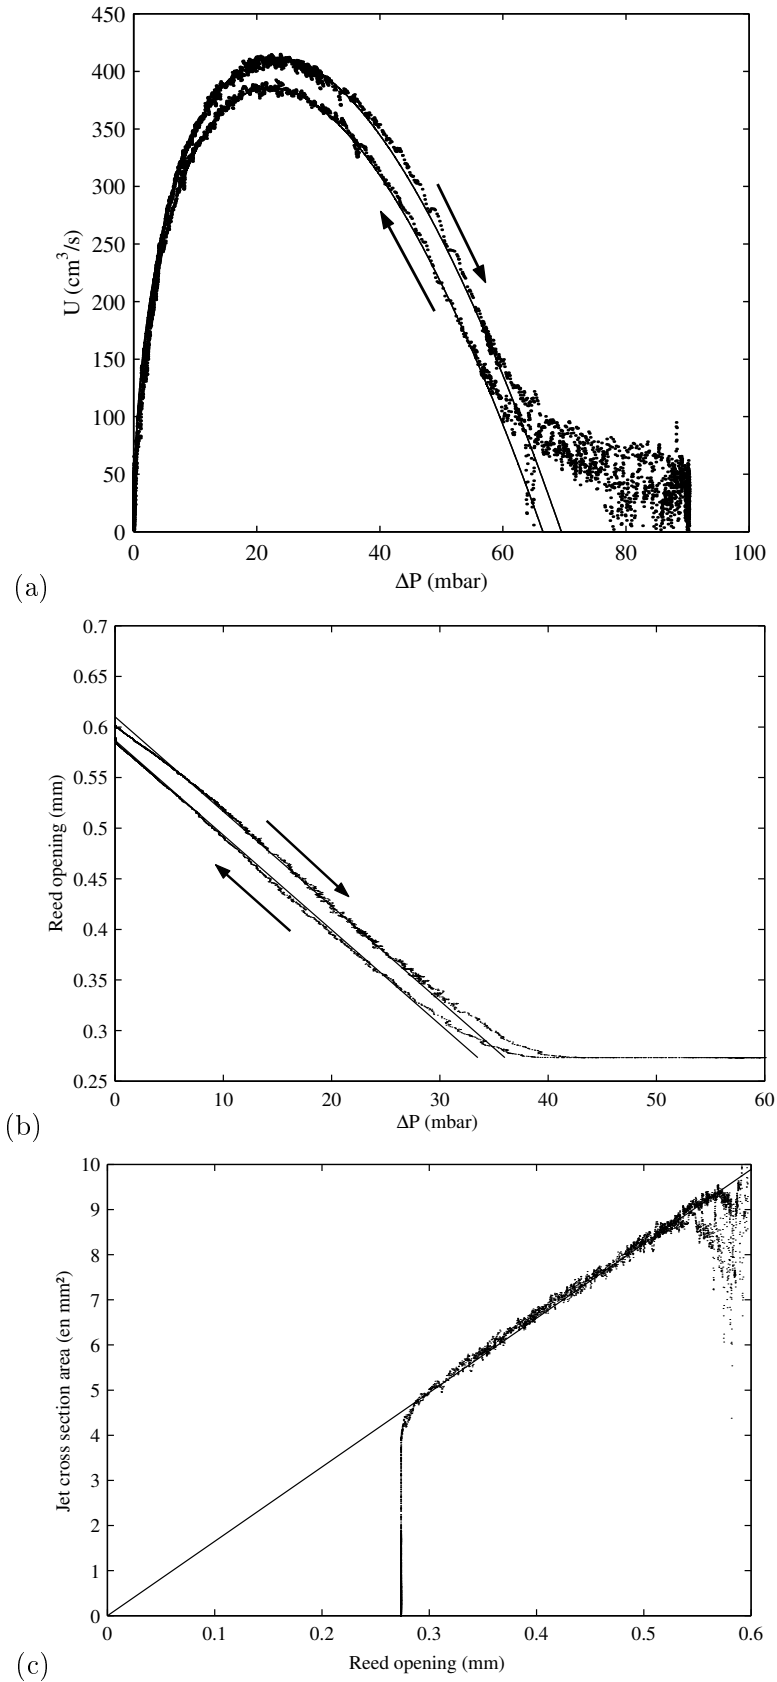 450
400
350
300
250
200
150
100
50
0
U (cm3/s)
0 20 40 60 80 100
ΔP (mbar)
(a)
0.7
0.65
0.6
0.55
0.5
0.45
0.4
0.35
0.3
0.25
Reed opening (mm)
0 10 20 30 40 50 60
ΔP (mbar)
(b)
10
9
8
7
6
5
4
3
2
1
0
Jet cross section area (en mm²)
0 0.1 0.2 0.3 0.4 0.5 0.6
Reed opening (mm)
(c)